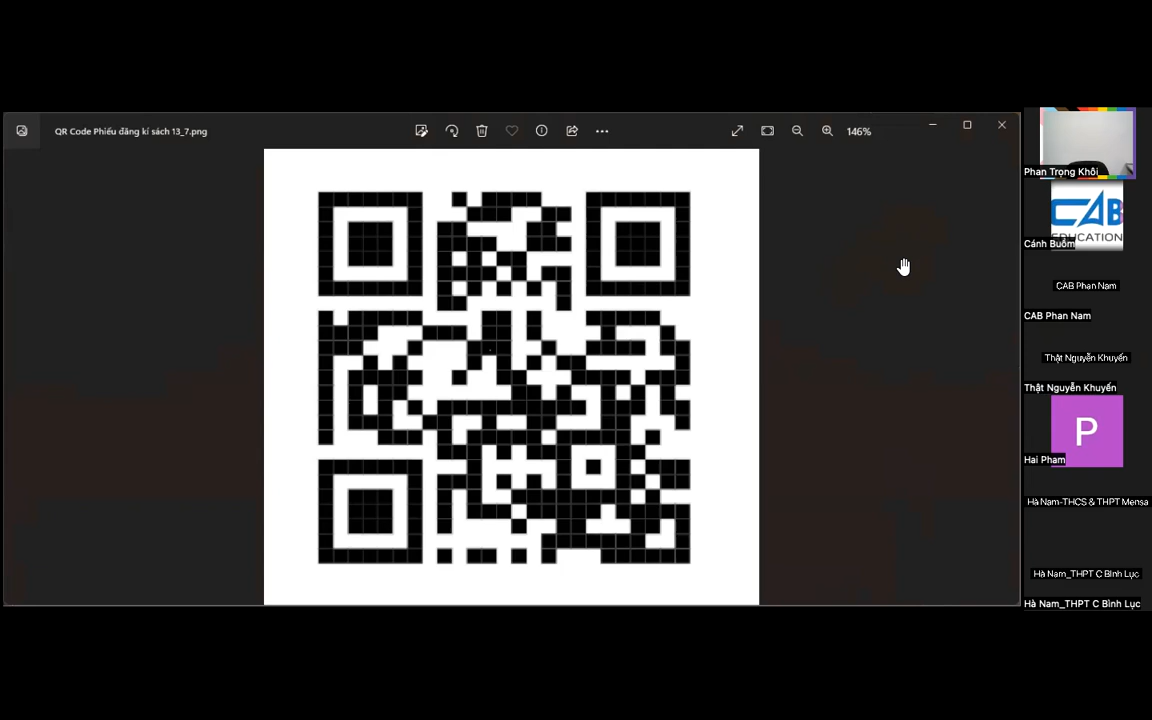 QR Code Phiếu đăng kí sách 13_7.png
146%
Phan Trọng Khôi
CAB
EDUCATION
Cánh Buồm
CAB Phan Nam
CAB Phan Nam
Thật Nguyễn Khuyến
Thật Nguyễn Khuyến
P
Hai Pham
Hà Nam-THCS & THPT Mensa
Hà Nam_THPT C Bình Lục
Hà Nam_THPT C Bình Lục